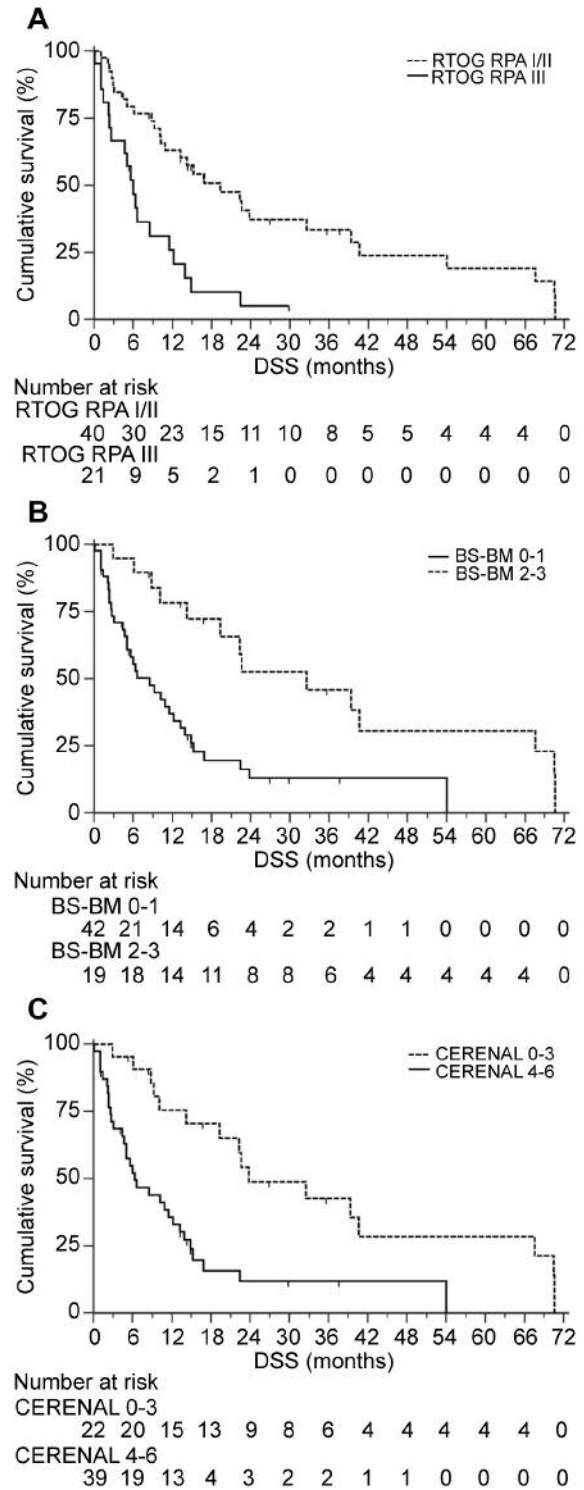 A
100
75
50
25
0
Cumulative survival (%)
RTOG RPA I/II
RTOG RPA III
0 6 12 18 24 30 36 42 48 54 60 66 72
DSS (months)
Number at risk
RTOG RPA I/II
40 30 23 15 11 10 8 5 5 4 4 4 0
RTOG RPA III
21 9 5 2 1 0 0 0 0 0 0 0 0
B
100
75
50
25
0
Cumulative survival (%)
BS-BM 0-1
BS-BM 2-3
0 6 12 18 24 30 36 42 48 54 60 66 72
DSS (months)
Number at risk
BS-BM 0-1
42 21 14 6 4 2 2 1 1 0 0 0 0
BS-BM 2-3
19 18 14 11 8 8 6 4 4 4 4 4 0
C
100
75
50
25
0
Cumulative survival (%)
CERENAL 0-3
CERENAL 4-6
0 6 12 18 24 30 36 42 48 54 60 66 72
DSS (months)
Number at risk
CERENAL 0-3
22 20 15 13 9 8 6 4 4 4 4 4 0
CERENAL 4-6
39 19 13 4 3 2 2 1 1 0 0 0 0